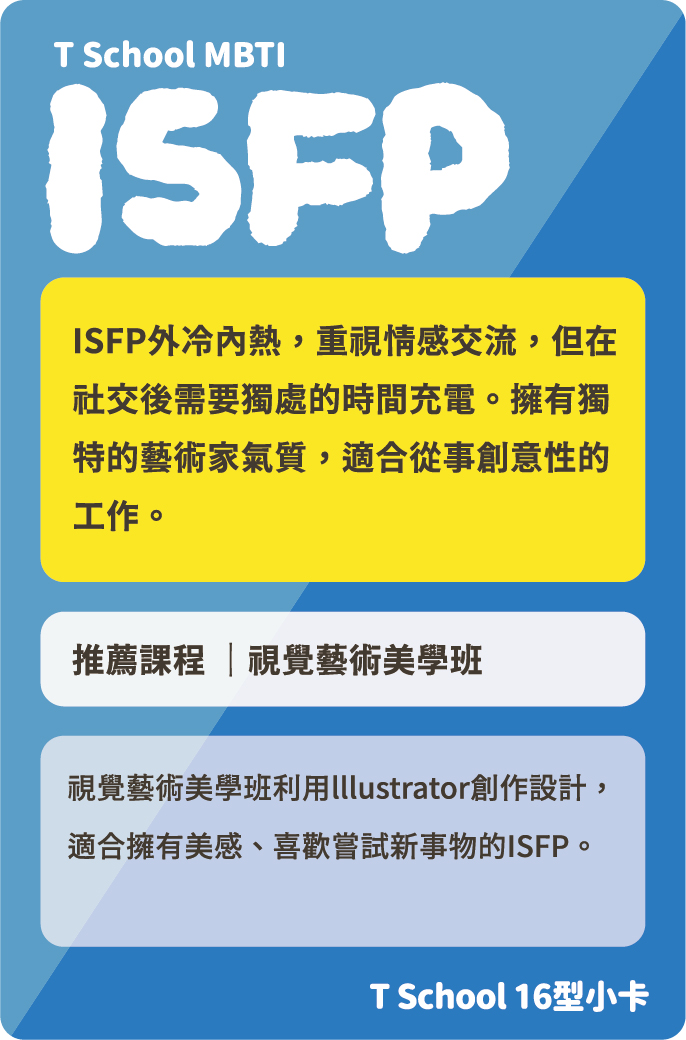 T School MBTI
ISFP
ISFP外冷內熱，重視情感交流，但在
社交後需要獨處的時間充電。擁有獨
特的藝術家氣質，適合從事創意性的
工作。
推薦課程｜視覺藝術美學班
視覺藝術美學班利用lllustrator創作設計，
適合擁有美感、喜歡嘗試新事物的ISFP。
T School 16型小卡